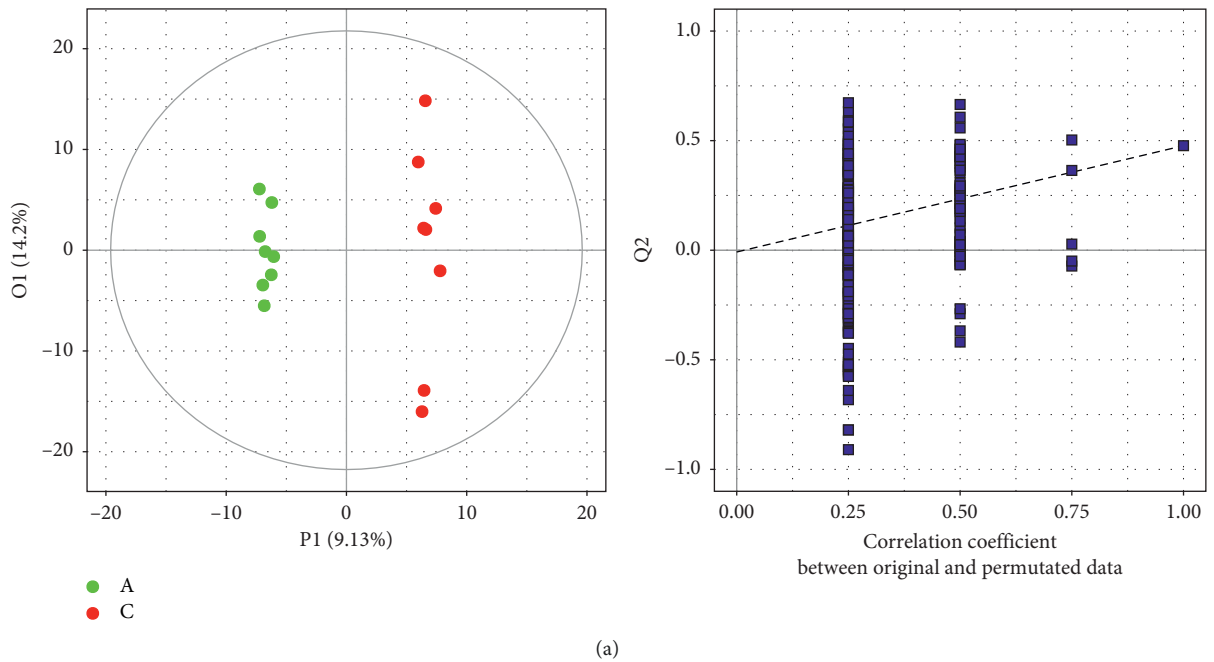 20
10
0
−10
−20
O1 (14.2%)
−20
−10
0
10
20
P1 (9.13%)
A
C
1.0
0.5
0.0
−0.5
−1.0
Q2
0.00
0.25
0.50
0.75
1.00
Correlation coefficient
between original and permutated data
(a)